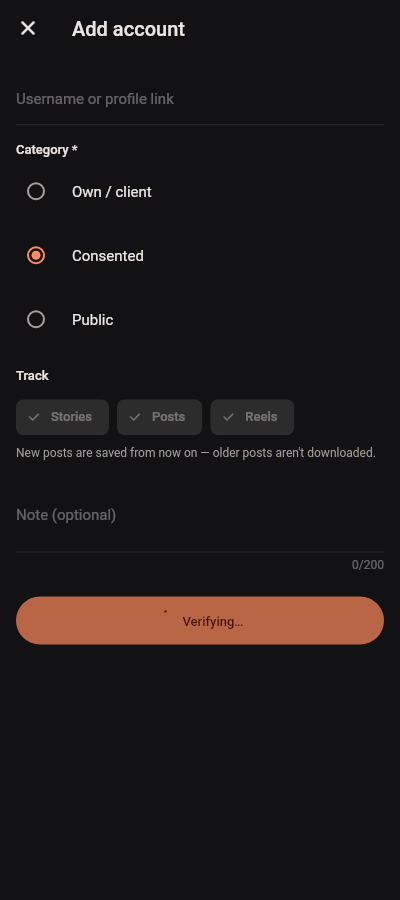 Add account
Username or profile link
Category *
Own / client
Consented
Public
Track
Stories Posts Reels
New posts are saved from now on — older posts aren't downloaded.
Note (optional)
0/200
Verifying…